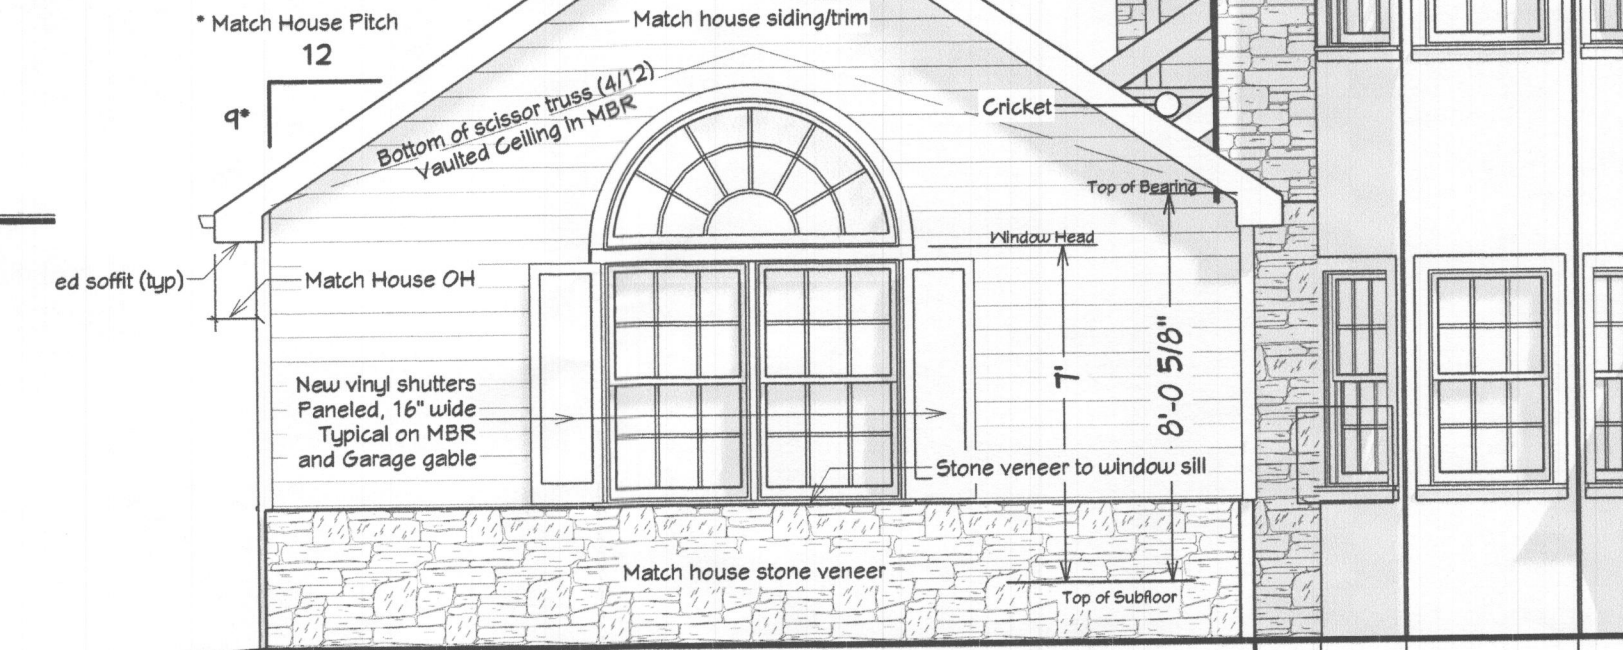 * Match House Pitch
12
9*
Match house siding/trim
Bottom of scissor truss (4/12)
Vaulted Ceiling in MBR
Cricket
Top of Bearing
Window Head
ed soffit (typ)
Match House OH
7'
8'-0 5/8"
New vinyl shutters
Paneled, 16" wide
Typical on MBR
and Garage gable
Stone veneer to window sill
Match house stone veneer
Top of Subfloor